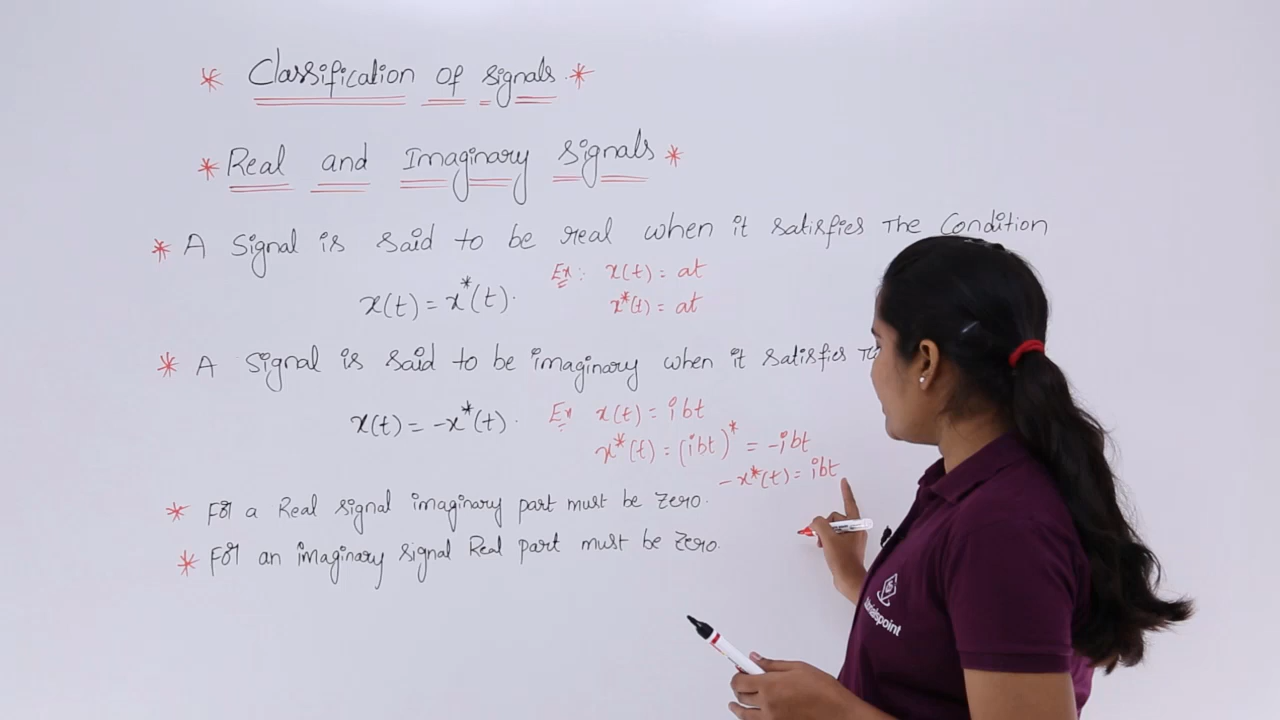 * Classification of signals. *
* Real and Imaginary signals *
* A signal is said to be real when it satisfies The Condition
x(t) = x*(t).
Ex: x(t) = at
x*(t) = at
* A signal is said to be imaginary when it satisfies
x(t) = -x*(t).
Ex x(t) = ibt
x*(t) = (ibt)* = -ibt
-x*(t) = ibt
* For a Real signal imaginary part must be zero.
* For an imaginary signal Real part must be zero.
tutorialspoint